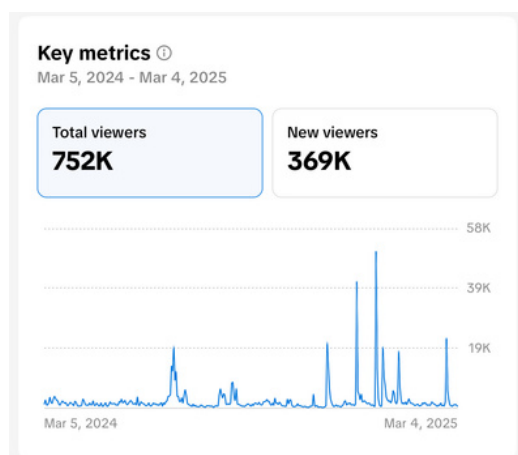 Key metrics
Mar 5, 2024 - Mar 4, 2025
Total viewers
752K
New viewers
369K
58K
39K
19K
Mar 5, 2024
Mar 4, 2025